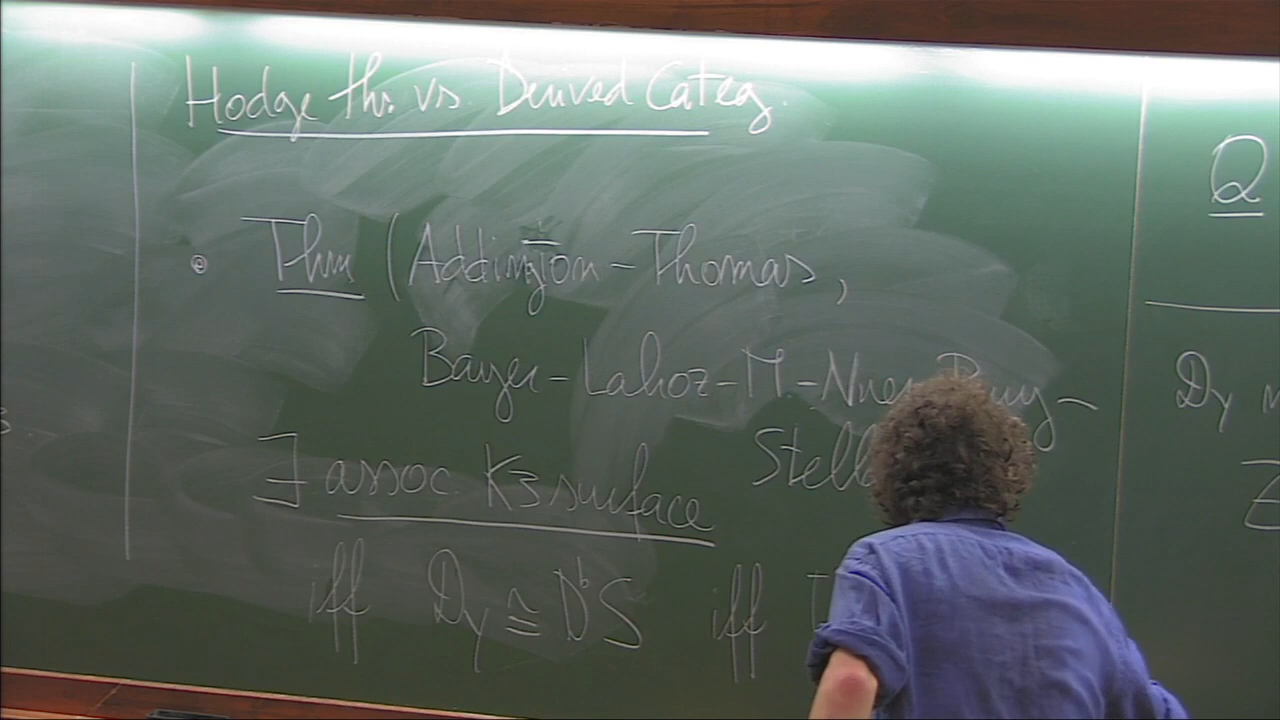 Hodge th. vs. Derived Categ.
Thm (Addington - Thomas,
Bayer - Lahoz - M - Nuer
Stell
∃ assoc. K3 surface
iff D_Y ≅ D^b S iff
Q
D_Y